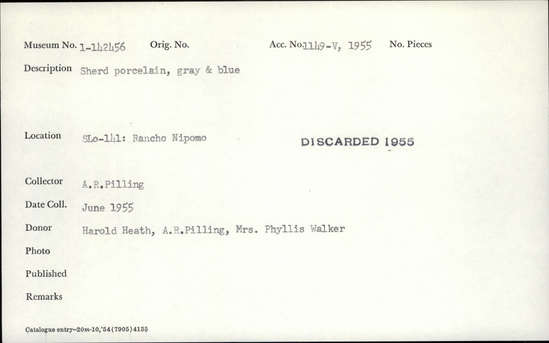 Museum No. 1-142456 Orig. No. Acc. No.1149-V, 1955 No. Pieces
Description Sherd porcelain, gray & blue
Location SLo-141: Rancho Nipomo DISCARDED 1955
Collector A.R.Pilling
Date Coll. June 1955
Donor Harold Heath, A.R.Pilling, Mrs. Phyllis Walker
Photo
Published
Remarks
Catalogue entry—20m-10,'54(7905)4188